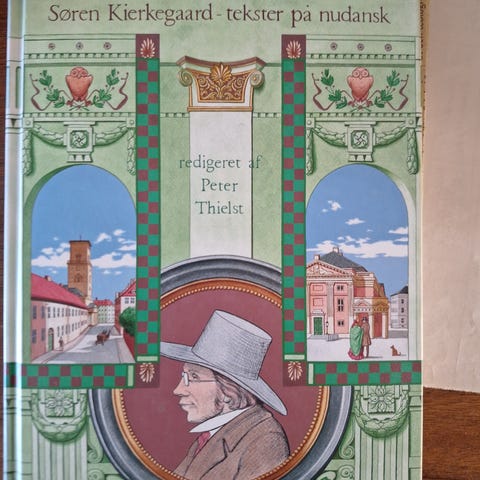 Søren Kierkegaard - tekster på nudansk
redigeret af
Peter
Thielst